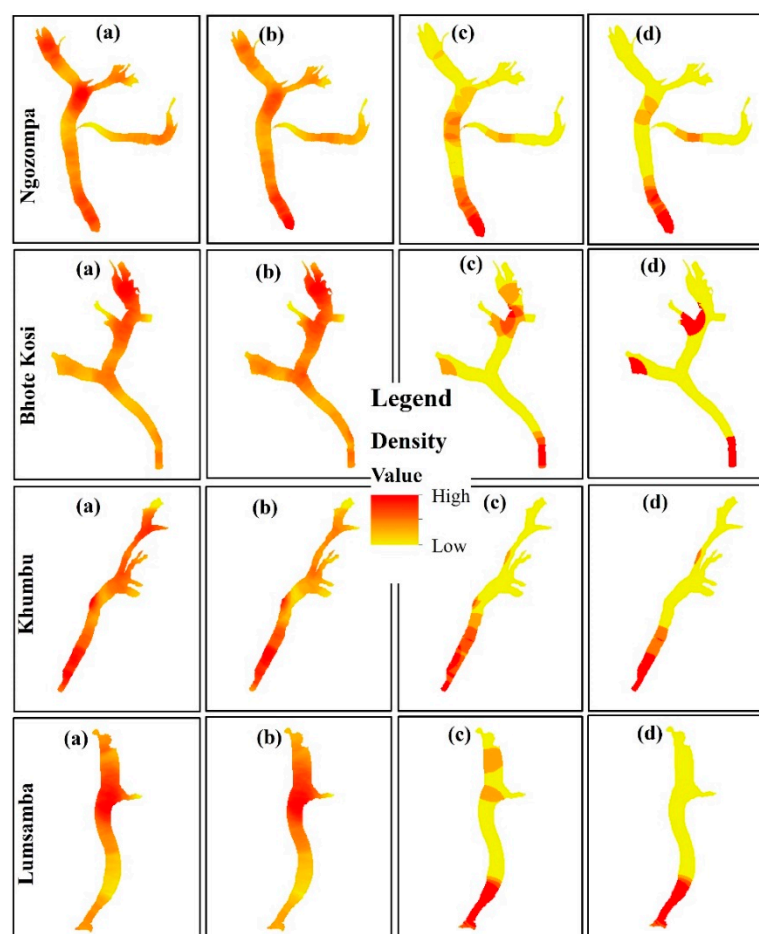 (a) (b) (c) (d)
Ngozompa
(a) (b) (c) (d)
Bhote Kosi
Legend
Density
Value
High
Low
(a) (b) (c) (d)
Khumbu
(a) (b) (c) (d)
Lumsamba